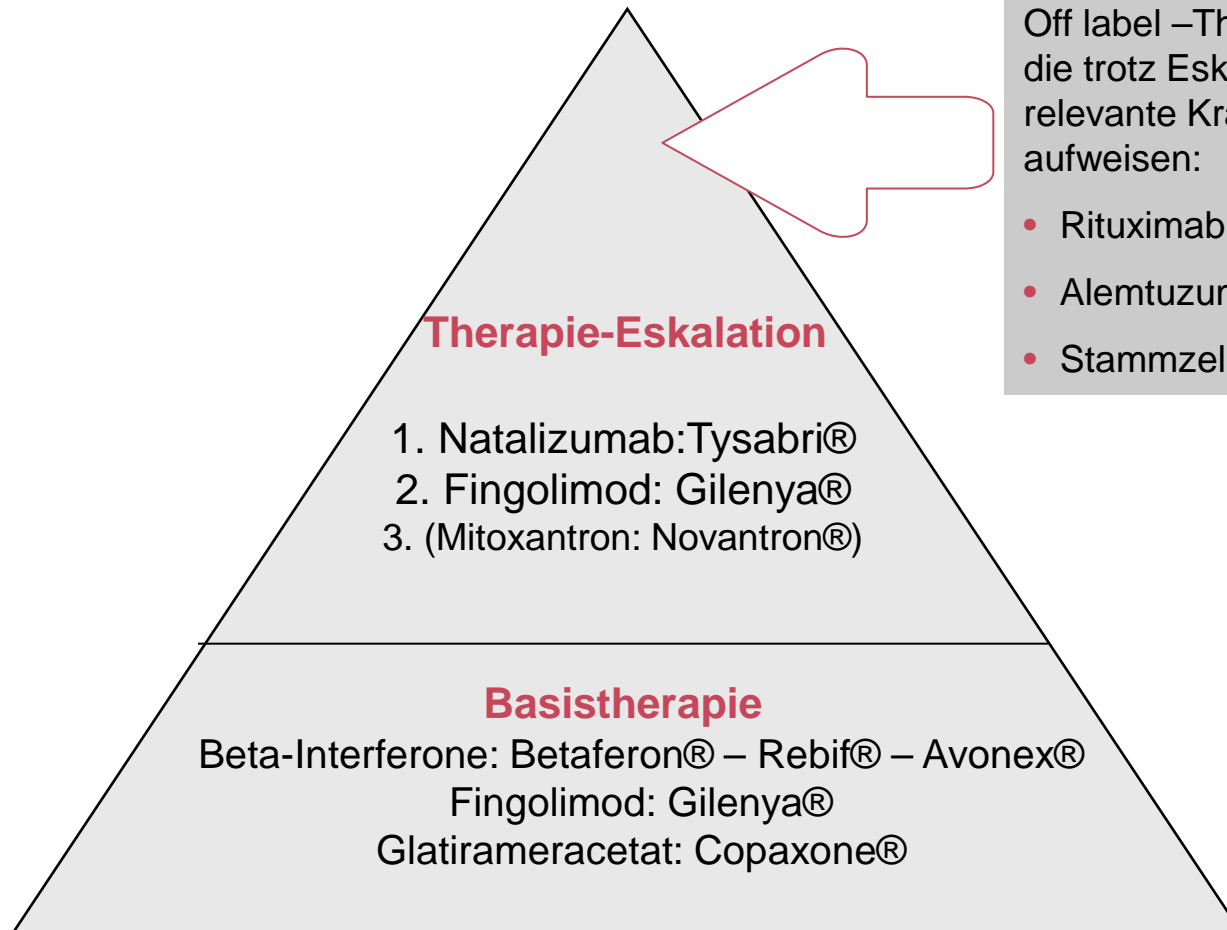 Off label –Th
die trotz Esk
relevante Kra
aufweisen:
• Rituximab
• Alemtuzu
• Stammzel
Therapie-Eskalation
1. Natalizumab:Tysabri®
2. Fingolimod: Gilenya®
3. (Mitoxantron: Novantron®)
Basistherapie
Beta-Interferone: Betaferon® – Rebif® – Avonex®
Fingolimod: Gilenya®
Glatirameracetat: Copaxone®